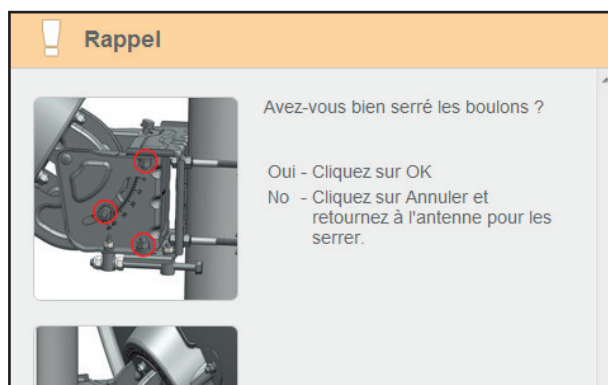 Rappel
Avez-vous bien serré les boulons ?
Oui - Cliquez sur OK
No - Cliquez sur Annuler et
retournez à l'antenne pour les
serrer.